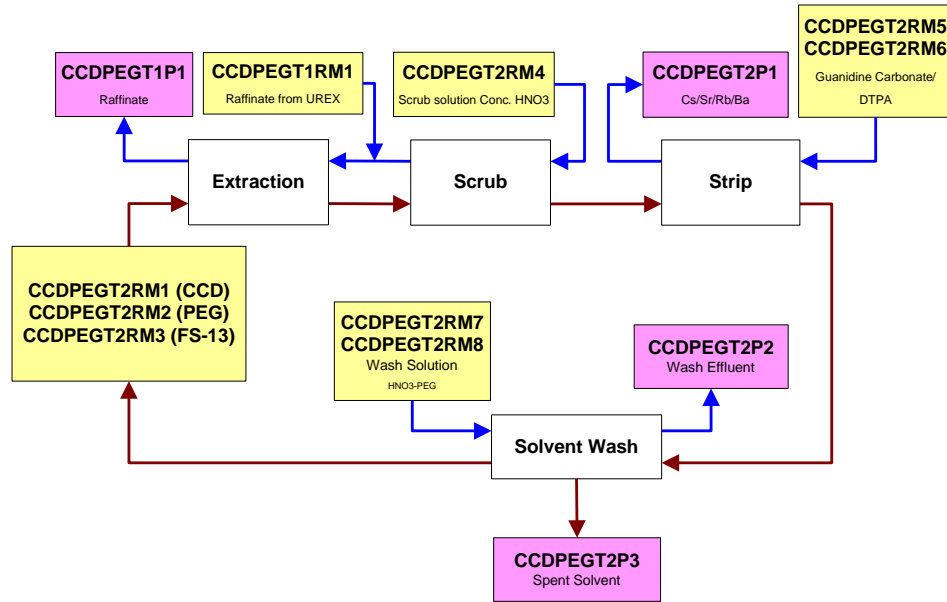 CCDPEGT1P1
Raffinate
CCDPEGT1RM1
Raffinate from UREX
CCDPEGT2RM4
Scrub solution Conc. HNO3
CCDPEGT2P1
Cs/Sr/Rb/Ba
CCDPEGT2RM5
CCDPEGT2RM6
Guanidine Carbonate/
DTPA
Extraction
Scrub
Strip
CCDPEGT2RM1 (CCD)
CCDPEGT2RM2 (PEG)
CCDPEGT2RM3 (FS-13)
CCDPEGT2RM7
CCDPEGT2RM8
Wash Solution
HNO3-PEG
CCDPEGT2P2
Wash Effluent
Solvent Wash
CCDPEGT2P3
Spent Solvent